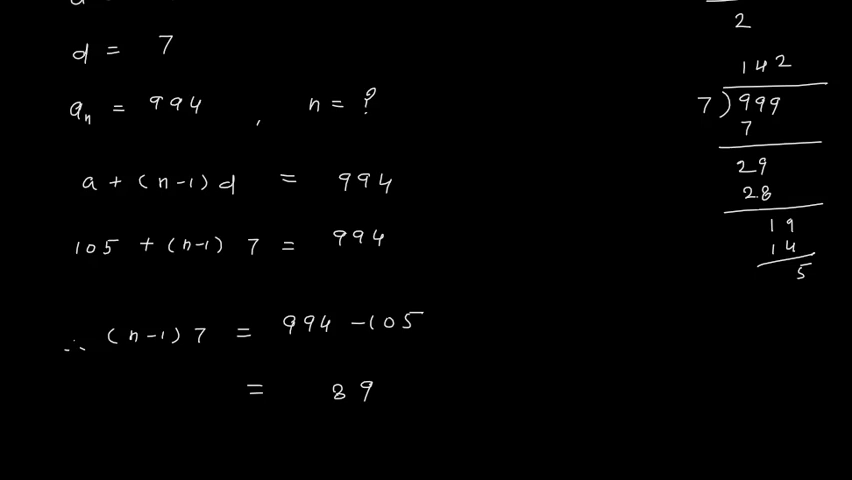 d = 7
aₙ = 994 , n = ?
a + (n-1)d = 994
105 + (n-1) 7 = 994
∴ (n-1) 7 = 994 -105
= 89
2
142
7 ) 999
7
29
28
19
14
5